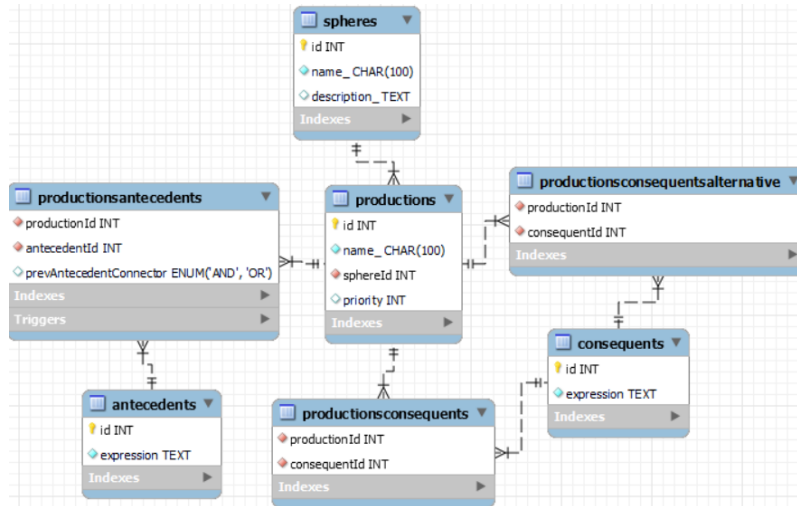 spheres
id INT
name_ CHAR(100)
description_ TEXT
Indexes
productionsantecedents
productionId INT
antecedentId INT
prevAntecedentConnector ENUM('AND', 'OR')
Indexes
Triggers
productions
id INT
name_ CHAR(100)
sphereId INT
priority INT
Indexes
productionsconsequentsalternative
productionId INT
consequentId INT
Indexes
antecedents
id INT
expression TEXT
Indexes
productionsconsequents
productionId INT
consequentId INT
Indexes
consequents
id INT
expression TEXT
Indexes